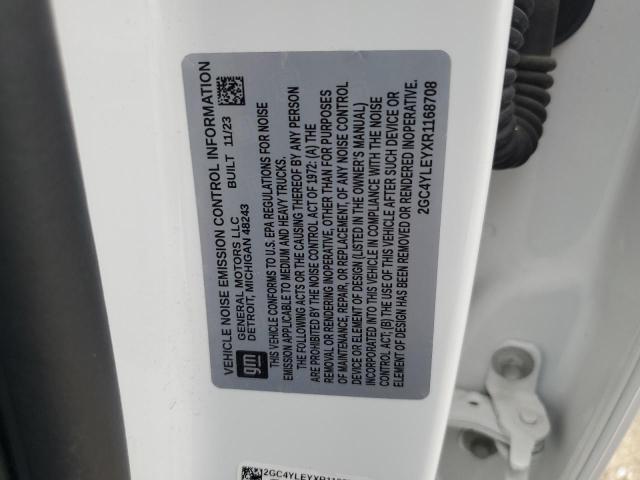 VEHICLE NOISE EMISSION CONTROL INFORMATION
gm
GENERAL MOTORS LLC BUILT 11/23
DETROIT, MICHIGAN 48243
THIS VEHICLE CONFORMS TO U.S. EPA REGULATIONS FOR NOISE
EMISSION APPLICABLE TO MEDIUM AND HEAVY TRUCKS.
THE FOLLOWING ACTS OR THE CAUSING THEREOF BY ANY PERSON
ARE PROHIBITED BY THE NOISE CONTROL ACT OF 1972: (A) THE
REMOVAL OR RENDERING INOPERATIVE, OTHER THAN FOR PURPOSES
OF MAINTENANCE, REPAIR, OR REPLACEMENT, OF ANY NOISE CONTROL
DEVICE OR ELEMENT OF DESIGN (LISTED IN THE OWNER'S MANUAL)
INCORPORATED INTO THIS VEHICLE IN COMPLIANCE WITH THE NOISE
CONTROL ACT; (B) THE USE OF THIS VEHICLE AFTER SUCH DEVICE OR
ELEMENT OF DESIGN HAS BEEN REMOVED OR RENDERED INOPERATIVE.
2GC4YLEYXR1168708